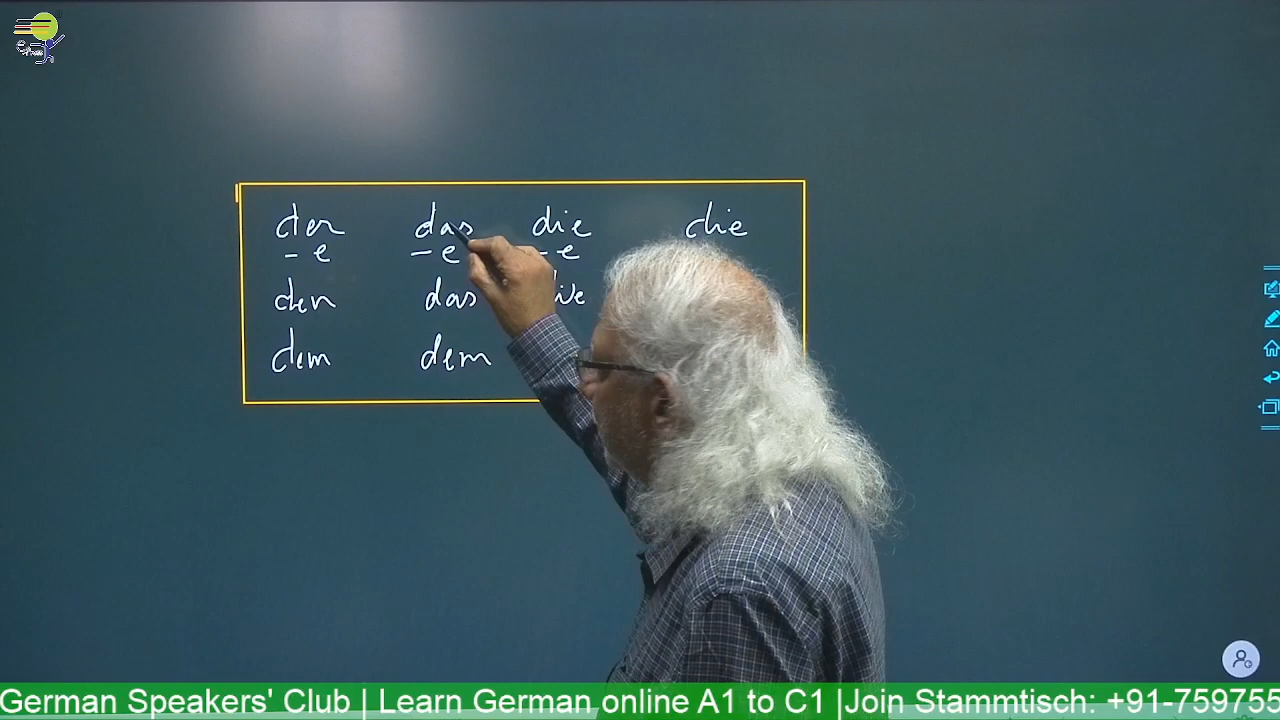 der das die die
– e – e – e
den das die
dem dem
German Speakers' Club | Learn German online A1 to C1 |Join Stammtisch: +91-759755